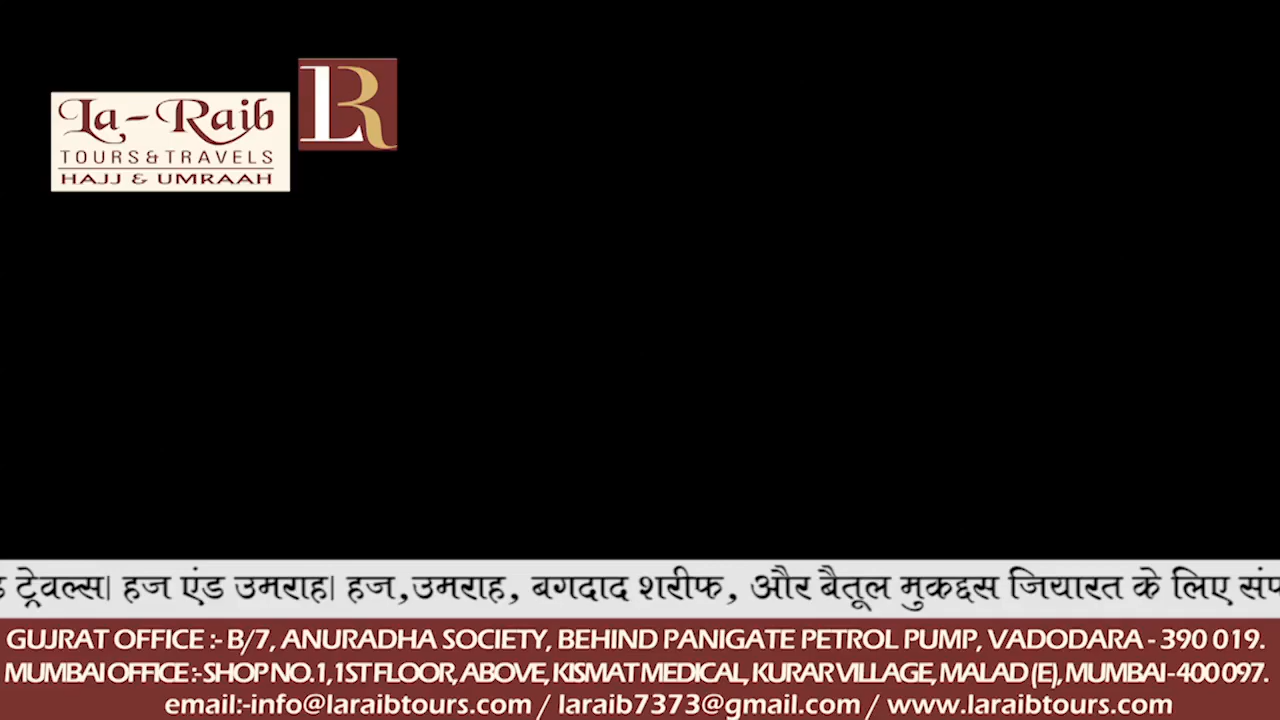 La-Raib
TOURS & TRAVELS
HAJJ & UMRAAH
LR
ट्रेवल्स| हज एंड उमराह| हज,उमराह, बगदाद शरीफ, और बैतूल मुकद्दस जियारत के लिए
GUJRAT OFFICE :- B/7, ANURADHA SOCIETY, BEHIND PANIGATE PETROL PUMP, VADODARA - 390 019.
MUMBAI OFFICE :- SHOP NO. 1, 1ST FLOOR, ABOVE, KISMAT MEDICAL, KURAR VILLAGE, MALAD (E), MUMBAI - 400 097.
email:-info@laraibtours.com / laraib7373@gmail.com / www.laraibtours.com